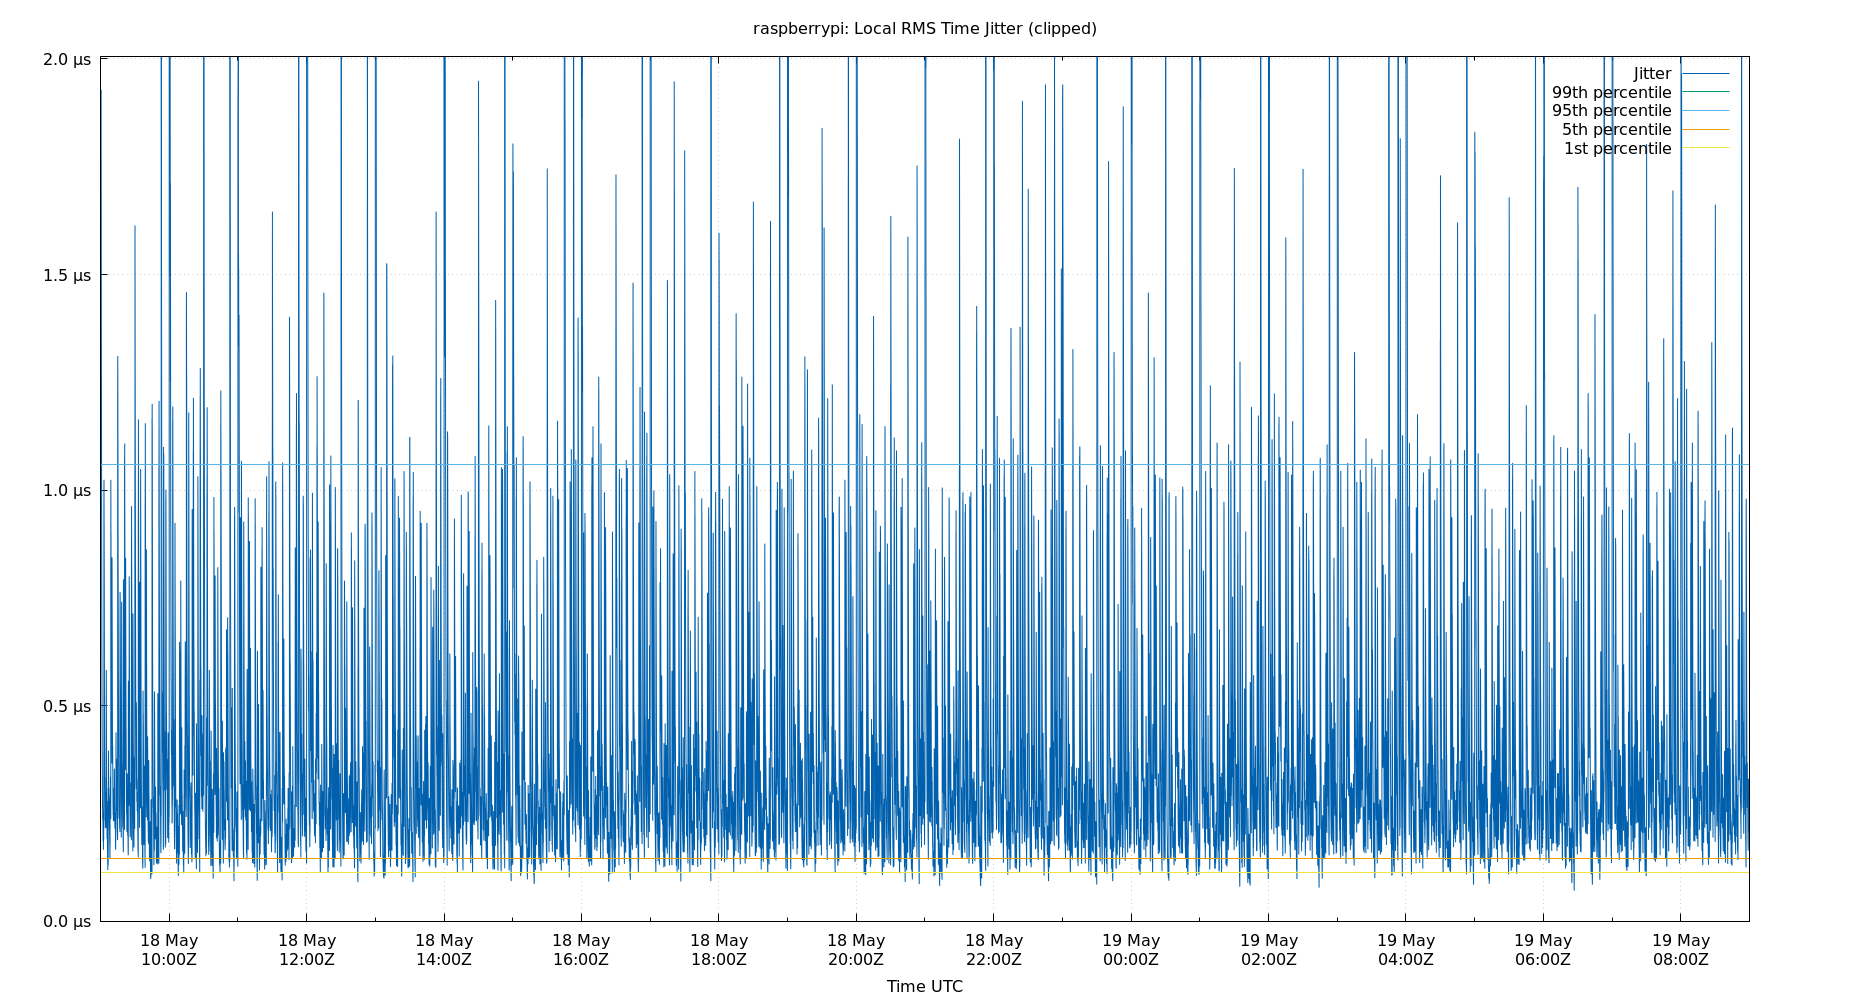 raspberrypi: Local RMS Time Jitter (clipped)
2.0 µs
1.5 µs
1.0 µs
0.5 µs
0.0 µs
Jitter
99th percentile
95th percentile
5th percentile
1st percentile
18 May 18 May 18 May 18 May 18 May 18 May 18 May 19 May 19 May 19 May 19 May 19 May
10:00Z 12:00Z 14:00Z 16:00Z 18:00Z 20:00Z 22:00Z 00:00Z 02:00Z 04:00Z 06:00Z 08:00Z
Time UTC